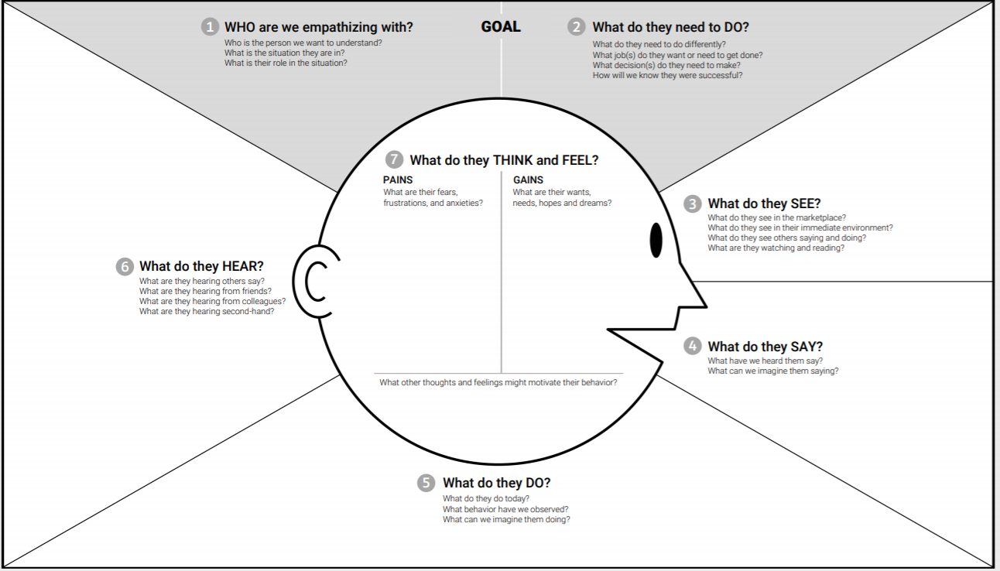 GOAL
1 WHO are we empathizing with?
Who is the person we want to understand?
What is the situation they are in?
What is their role in the situation?
2 What do they need to DO?
What do they need to do differently?
What job(s) do they want or need to get done?
What decision(s) do they need to make?
How will we know they were successful?
3 What do they SEE?
What do they see in the marketplace?
What do they see in their immediate environment?
What do they see others saying and doing?
What are they watching and reading?
4 What do they SAY?
What have we heard them say?
What can we imagine them saying?
5 What do they DO?
What do they do today?
What behavior have we observed?
What can we imagine them doing?
6 What do they HEAR?
What are they hearing others say?
What are they hearing from friends?
What are they hearing from colleagues?
What are they hearing second-hand?
7 What do they THINK and FEEL?
PAINS
What are their fears,
frustrations, and anxieties?
GAINS
What are their wants,
needs, hopes and dreams?
What other thoughts and feelings might motivate their behavior?